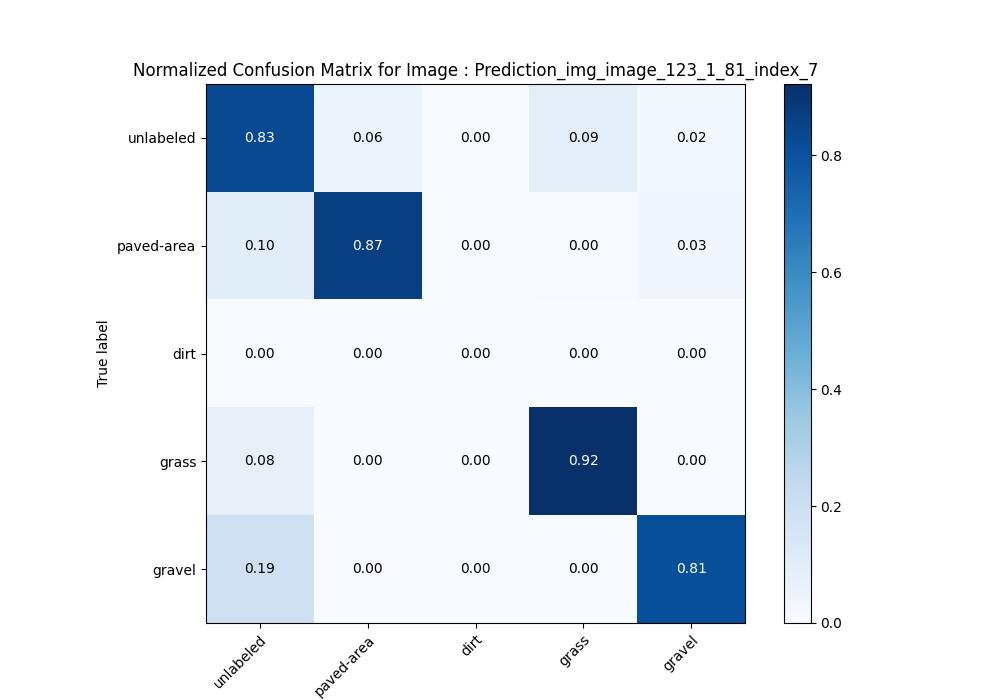 Normalized Confusion Matrix for Image : Prediction_img_image_123_1_81_index_7
unlabeled 0.83 0.06 0.00 0.09 0.02
paved-area 0.10 0.87 0.00 0.00 0.03
dirt 0.00 0.00 0.00 0.00 0.00
grass 0.08 0.00 0.00 0.92 0.00
gravel 0.19 0.00 0.00 0.00 0.81
True label
unlabeled paved-area dirt grass gravel
0.8
0.6
0.4
0.2
0.0